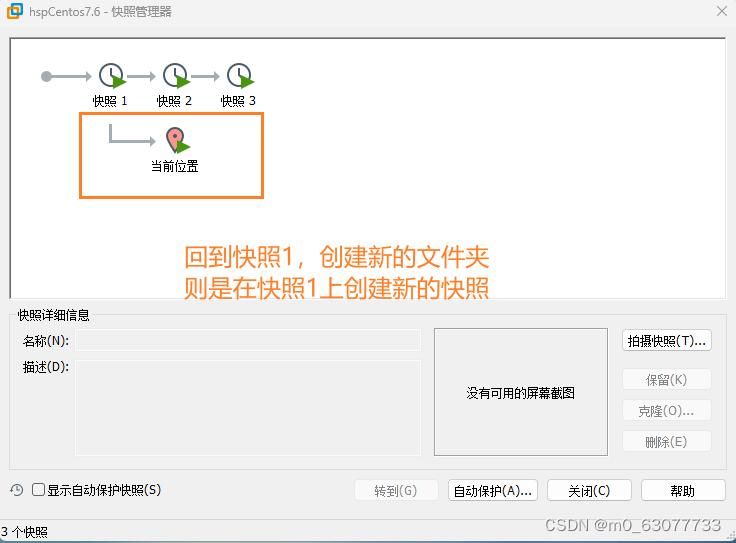 hspCentos7.6 - 快照管理器
快照 1
快照 2
快照 3
当前位置
回到快照1，创建新的文件夹
则是在快照1上创建新的快照
快照详细信息
名称(N):
拍摄快照(T)...
描述(D):
没有可用的屏幕截图
保留(K)
克隆(O)...
删除(E)
显示自动保护快照(S)
转到(G)
自动保护(A)...
关闭(C)
帮助
3 个快照
CSDN @m0_63077733